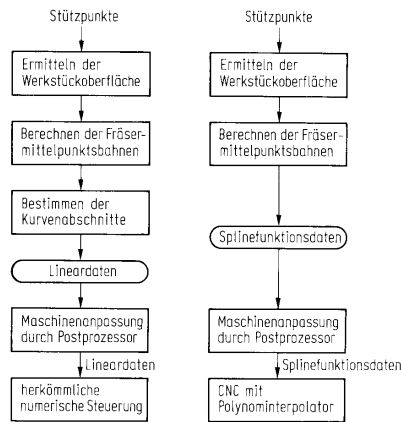 Stützpunkte
Ermitteln der
Werkstückoberfläche
Berechnen der Fräser-
mittelpunktsbahnen
Bestimmen der
Kurvenabschnitte
Lineardaten
Maschinenanpassung
durch Postprozessor
Lineardaten
herkömmliche
numerische Steuerung
Stützpunkte
Ermitteln der
Werkstückoberfläche
Berechnen der Fräser-
mittelpunktsbahnen
Splinefunktionsdaten
Maschinenanpassung
durch Postprozessor
Splinefunktionsdaten
CNC mit
Polynominterpolator